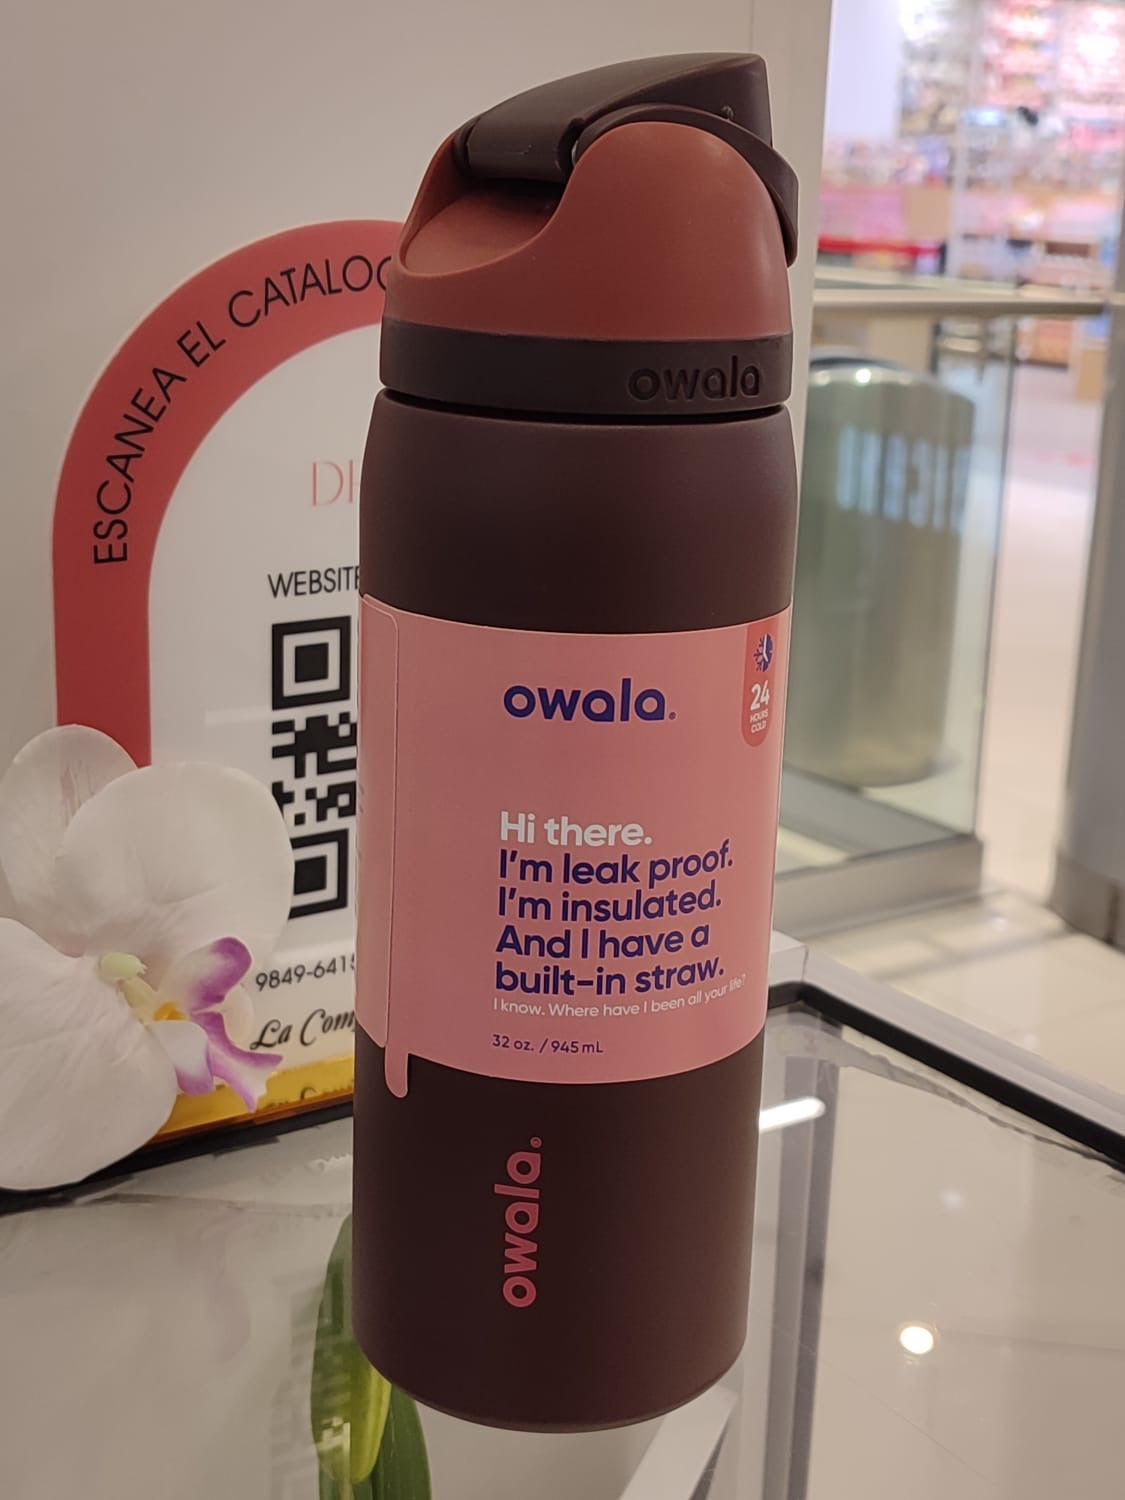 ESCANEA EL CATALOG
WEBSITE
9849-641
La Com
owala
owala.
24
HOURS
COLD
Hi there.
I'm leak proof.
I'm insulated.
And I have a
built-in straw.
I know. Where have I been all your life?
32 oz. / 945 mL
owala.®